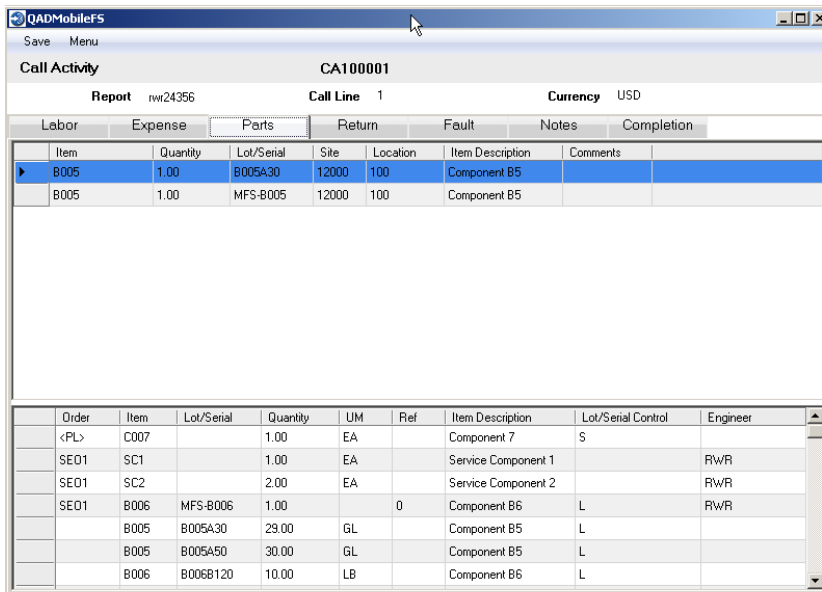 QADMobileFS
Save Menu
Call Activity CA100001
Report rwr24356 Call Line 1 Currency USD
Labor Expense Parts Return Fault Notes Completion
Item Quantity Lot/Serial Site Location Item Description Comments
B005 1.00 B005A30 12000 100 Component B5
B005 1.00 MFS-B005 12000 100 Component B5
Order Item Lot/Serial Quantity UM Ref Item Description Lot/Serial Control Engineer
<PL> C007 1.00 EA Component 7 S
SEO1 SC1 1.00 EA Service Component 1 RWR
SEO1 SC2 2.00 EA Service Component 2 RWR
SEO1 B006 MFS-B006 1.00 0 Component B6 L RWR
B005 B005A30 29.00 GL Component B5 L
B005 B005A50 30.00 GL Component B5 L
B006 B006B120 10.00 LB Component B6 L